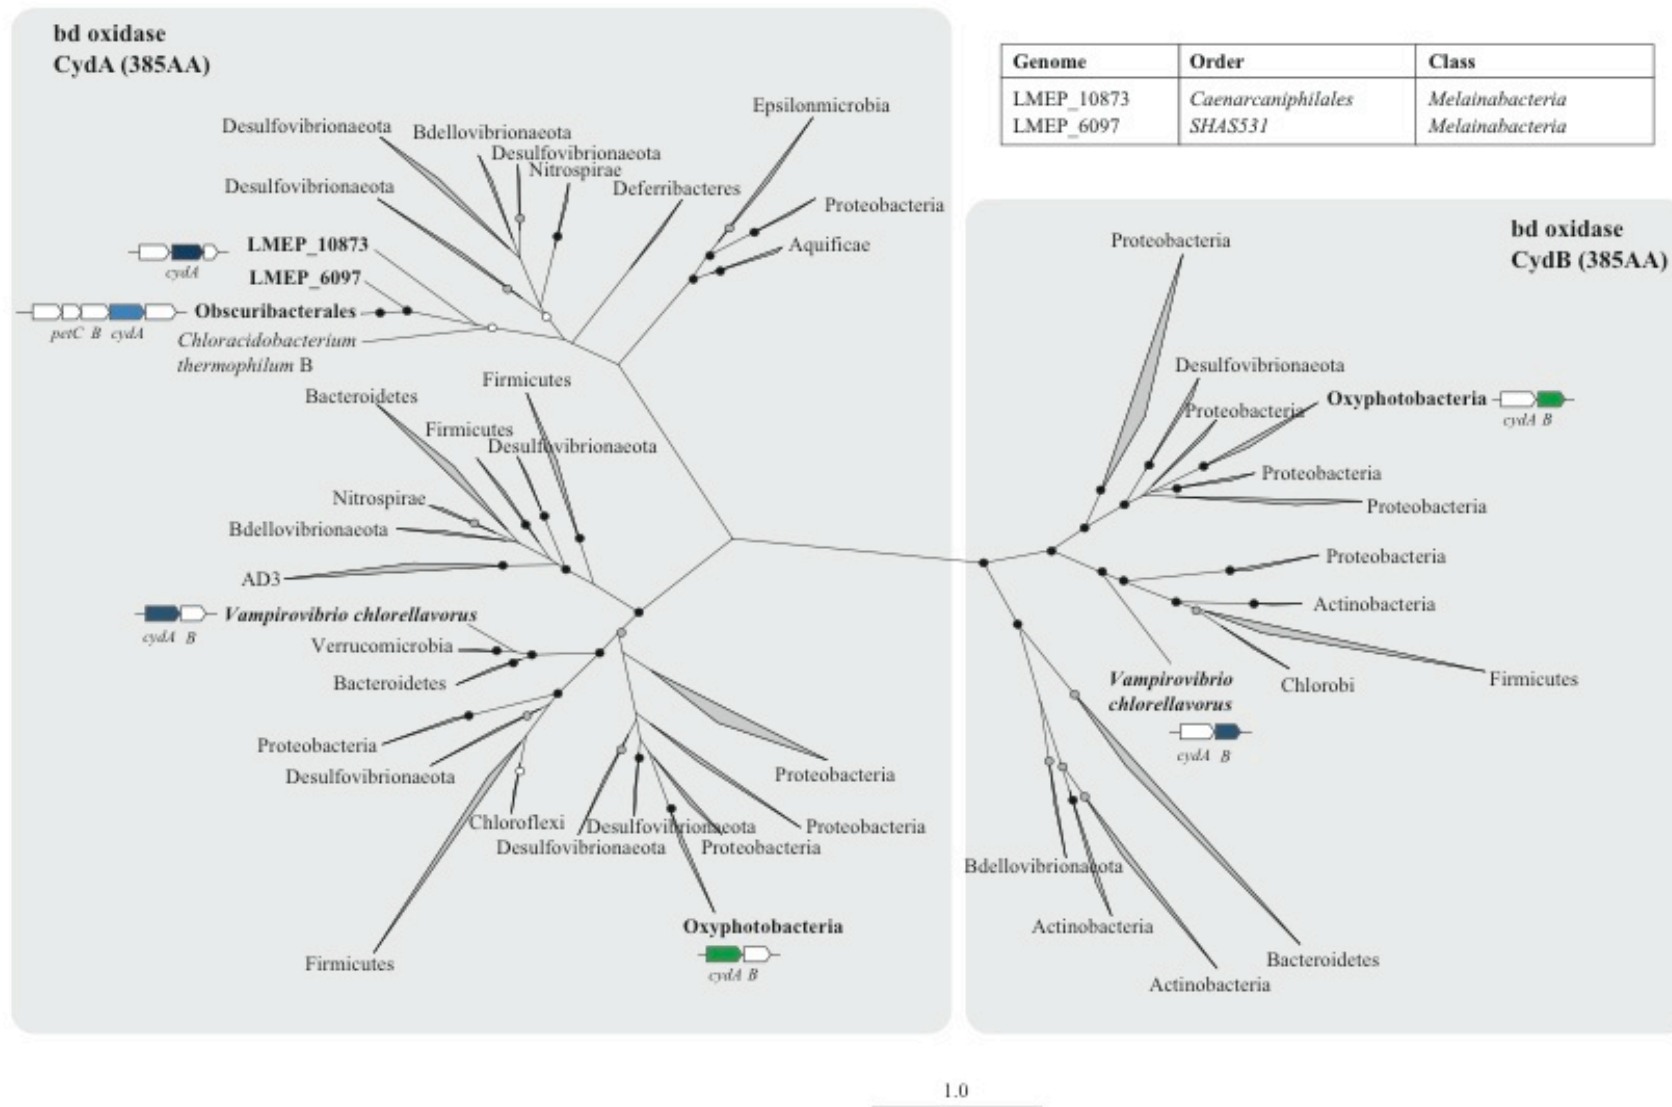 bd oxidase
CydA (385AA)
Genome Order Class
LMEP_10873 Caenarcaniphilales Melainabacteria
LMEP_6097 SHAS531 Melainabacteria
Epsilonmicrobia
Desulfovibrionaeota
Bdellovibrionaeota
Desulfovibrionaeota
Nitrospirae
Desulfovibrionaeota
Deferribacteres
Proteobacteria
Aquificae
LMEP_10873
cydA
LMEP_6097
Obscuribacterales
petC B cydA
Chloracidobacterium
thermophilum B
Firmicutes
Bacteroidetes
Firmicutes
Desulfovibrionaeota
Nitrospirae
Bdellovibrionaeota
AD3
Vampirovibrio chlorellavorus
cydA B
Verrucomicrobia
Bacteroidetes
Proteobacteria
Desulfovibrionaeota
Proteobacteria
Chloroflexi
Desulfovibrionaeota
Proteobacteria
Desulfovibrionaeota
Proteobacteria
Oxyphotobacteria
cydA B
Firmicutes
bd oxidase
CydB (385AA)
Proteobacteria
Desulfovibrionaeota
Proteobacteria
Oxyphotobacteria
cydA B
Proteobacteria
Proteobacteria
Proteobacteria
Actinobacteria
Vampirovibrio
chlorellavorus
cydA B
Chlorobi
Firmicutes
Bdellovibrionaeota
Actinobacteria
Bacteroidetes
Actinobacteria
1.0